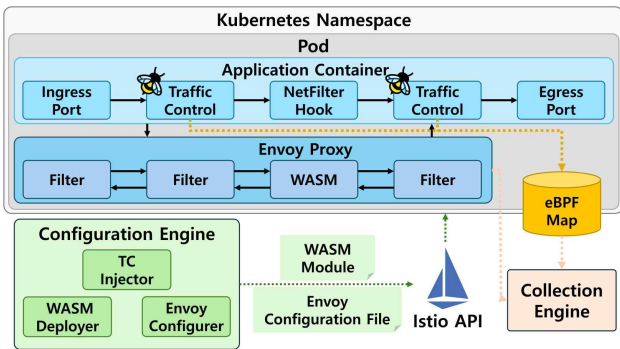 Kubernetes Namespace
Pod
Application Container
Ingress
Port
Traffic
Control
NetFilter
Hook
Traffic
Control
Egress
Port
Envoy Proxy
Filter
Filter
WASM
Filter
eBPF
Map
Configuration Engine
TC
Injector
WASM
Deployer
Envoy
Configurer
WASM
Module
Envoy
Configuration File
Istio API
Collection
Engine